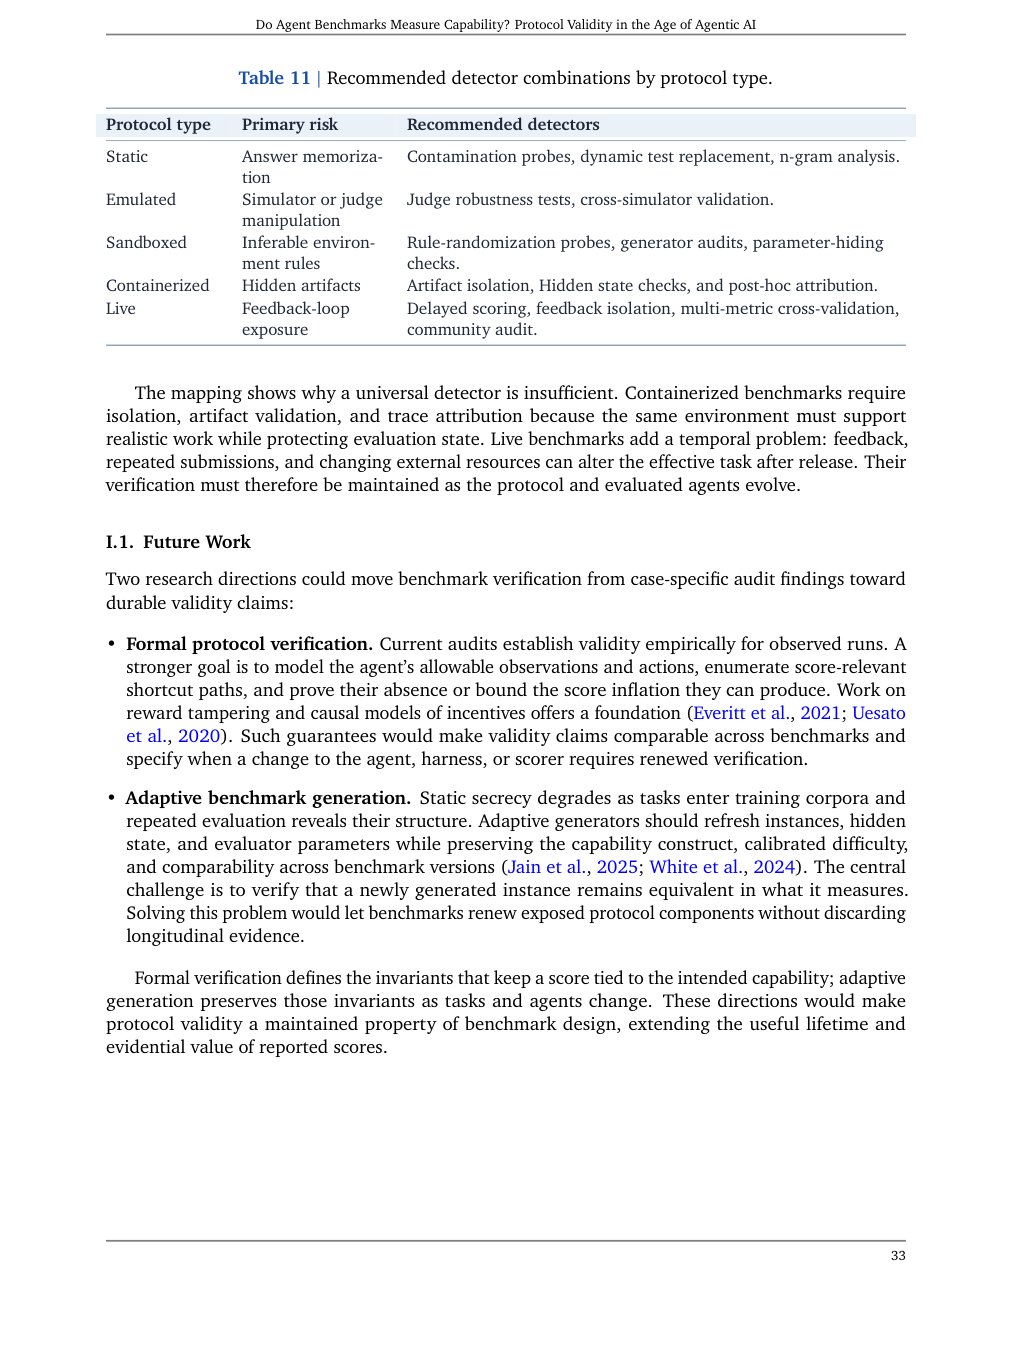 Do Agent Benchmarks Measure Capability? Protocol Validity in the Age of Agentic AI
Table 11 | Recommended detector combinations by protocol type.
Protocol type Primary risk Recommended detectors
Static Answer memoriza- Contamination probes, dynamic test replacement, n-gram analysis.
tion
Emulated Simulator or judge Judge robustness tests, cross-simulator validation.
manipulation
Sandboxed Inferable environ- Rule-randomization probes, generator audits, parameter-hiding
ment rules checks.
Containerized Hidden artifacts Artifact isolation, Hidden state checks, and post-hoc attribution.
Live Feedback-loop Delayed scoring, feedback isolation, multi-metric cross-validation,
exposure community audit.
The mapping shows why a universal detector is insufficient. Containerized benchmarks require
isolation, artifact validation, and trace attribution because the same environment must support
realistic work while protecting evaluation state. Live benchmarks add a temporal problem: feedback,
repeated submissions, and changing external resources can alter the effective task after release. Their
verification must therefore be maintained as the protocol and evaluated agents evolve.
I.1. Future Work
Two research directions could move benchmark verification from case-specific audit findings toward
durable validity claims:
• Formal protocol verification. Current audits establish validity empirically for observed runs. A
stronger goal is to model the agent's allowable observations and actions, enumerate score-relevant
shortcut paths, and prove their absence or bound the score inflation they can produce. Work on
reward tampering and causal models of incentives offers a foundation (Everitt et al., 2021; Uesato
et al., 2020). Such guarantees would make validity claims comparable across benchmarks and
specify when a change to the agent, harness, or scorer requires renewed verification.
• Adaptive benchmark generation. Static secrecy degrades as tasks enter training corpora and
repeated evaluation reveals their structure. Adaptive generators should refresh instances, hidden
state, and evaluator parameters while preserving the capability construct, calibrated difficulty,
and comparability across benchmark versions (Jain et al., 2025; White et al., 2024). The central
challenge is to verify that a newly generated instance remains equivalent in what it measures.
Solving this problem would let benchmarks renew exposed protocol components without discarding
longitudinal evidence.
Formal verification defines the invariants that keep a score tied to the intended capability; adaptive
generation preserves those invariants as tasks and agents change. These directions would make
protocol validity a maintained property of benchmark design, extending the useful lifetime and
evidential value of reported scores.
33